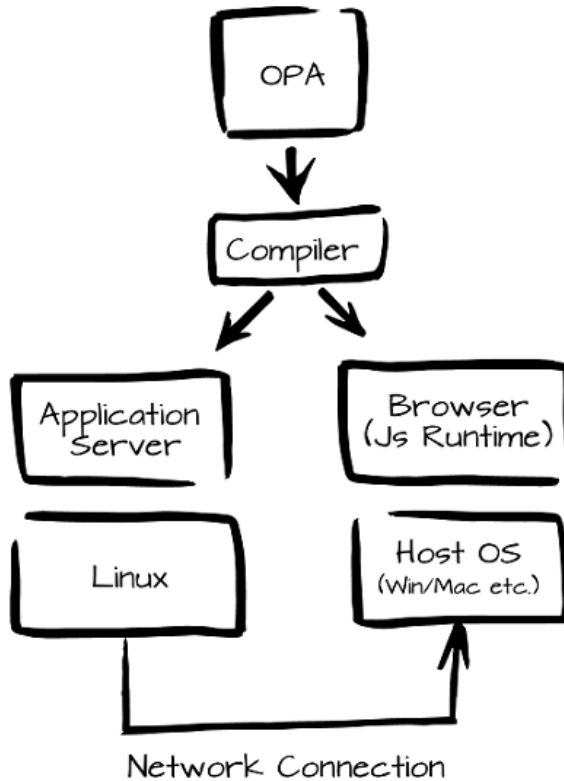 OPA
Compiler
Application
Server
Browser
(Js Runtime)
Linux
Host OS
(Win/Mac etc.)
Network Connection